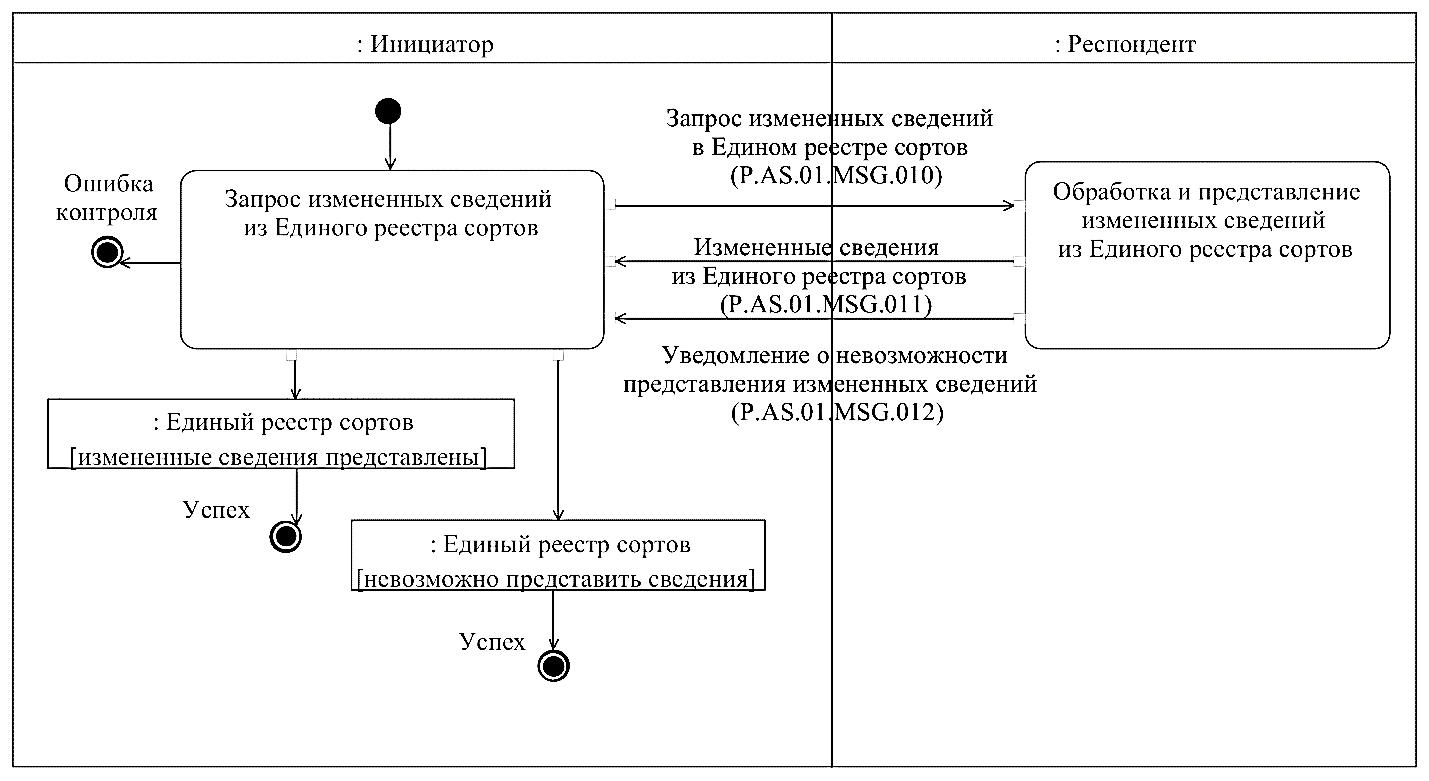 : Инициатор
: Респондент
Запрос измененных сведений
в Едином реестре сортов
(P.AS.01.MSG.010)
Ошибка
контроля
Запрос измененных сведений
из Единого реестра сортов
Обработка и представление
измененных сведений
из Единого реестра сортов
Измененные сведения
из Единого реестра сортов
(P.AS.01.MSG.011)
Уведомление о невозможности
представления измененных сведений
(P.AS.01.MSG.012)
: Единый реестр сортов
[измененные сведения представлены]
Успех
: Единый реестр сортов
[невозможно представить сведения]
Успех